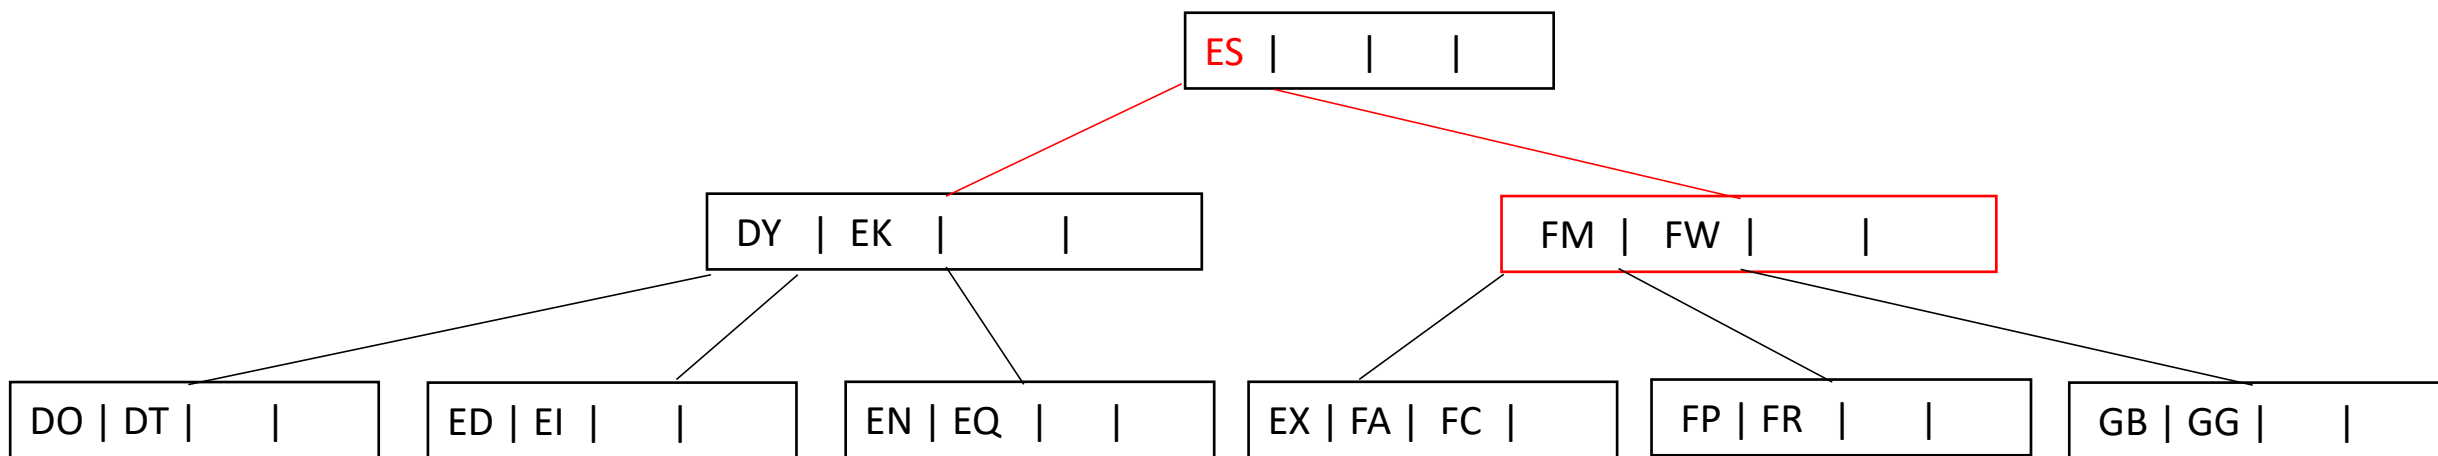 ES | | |
DY | EK | |
FM | FW | |
DO | DT | |
ED | EI | |
EN | EQ | |
EX | FA | FC |
FP | FR | |
GB | GG | |